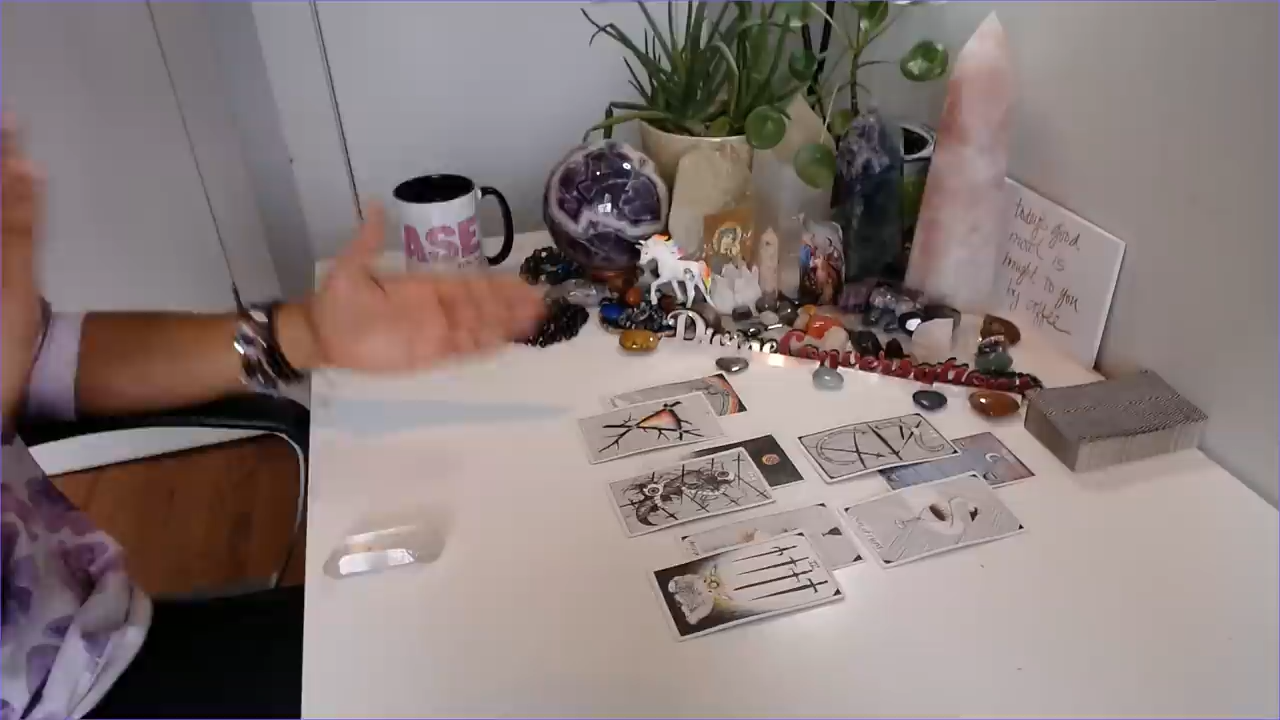 ASE
today's good
mood is
brought to you
by coffee
Divine Conversations